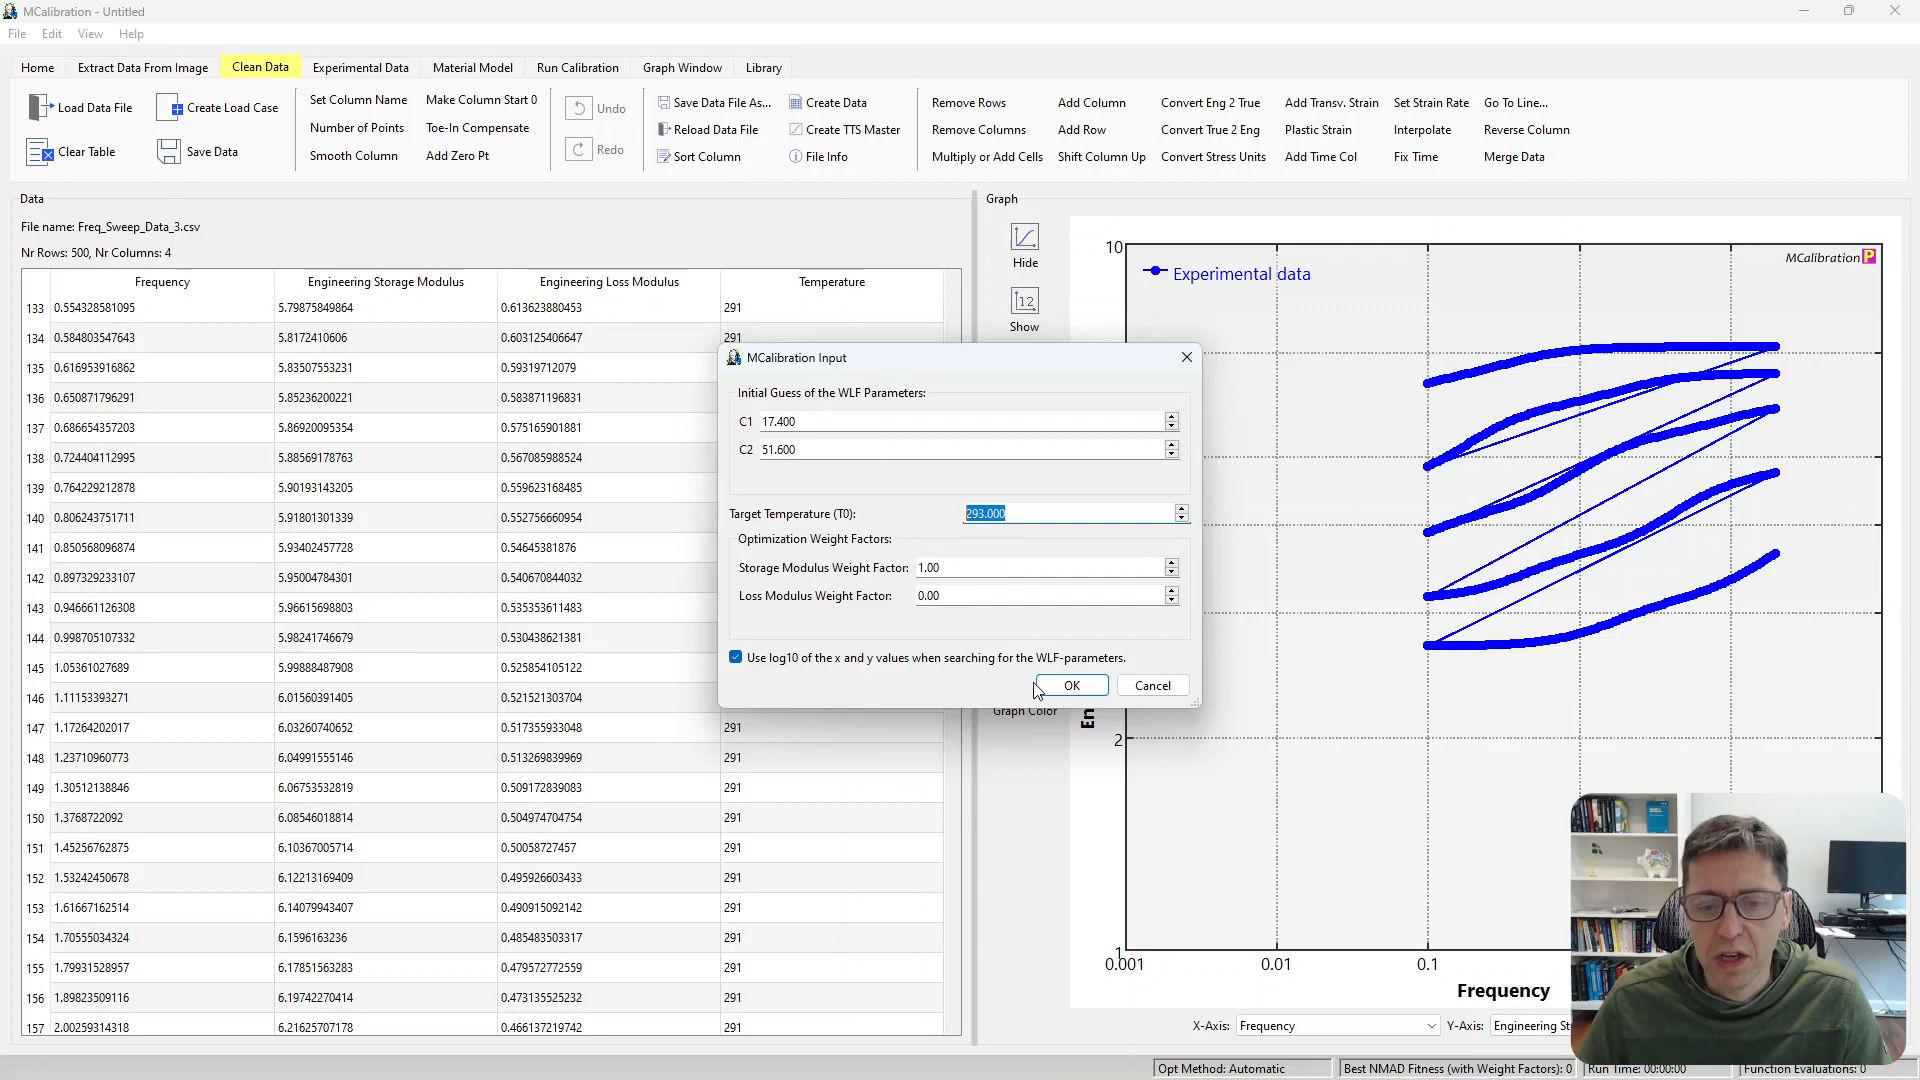 MCalibration - Untitled
File Edit View Help
Home Extract Data From Image Clean Data Experimental Data Material Model Run Calibration Graph Window Library
Load Data File Create Load Case
Clear Table Save Data
Set Column Name Make Column Start 0
Number of Points Toe-In Compensate
Smooth Column Add Zero Pt
Undo
Redo
Save Data File As... Create Data
Reload Data File Create TTS Master
Sort Column File Info
Remove Rows Add Column Convert Eng 2 True Add Transv. Strain Set Strain Rate Go To Line...
Remove Columns Add Row Convert True 2 Eng Plastic Strain Interpolate Reverse Column
Multiply or Add Cells Shift Column Up Convert Stress Units Add Time Col Fix Time Merge Data
Data
File name: Freq_Sweep_Data_3.csv
Nr Rows: 500, Nr Columns: 4
Frequency Engineering Storage Modulus Engineering Loss Modulus Temperature
133 0.554328581095 5.79875849864 0.613623880453 291
134 0.584803547643 5.8172410606 0.603125406647 291
135 0.616953916862 5.83507553231 0.59319712079
136 0.650871796291 5.85236200221 0.583871196831
137 0.686654357203 5.86920095354 0.575165901881
138 0.724404112995 5.88569178763 0.567085988524
139 0.764229212878 5.90193143205 0.559623168485
140 0.806243751711 5.91801301339 0.552756660954
141 0.850568096874 5.93402457728 0.54645381876
142 0.897329233107 5.95004784301 0.540670844032
143 0.946661126308 5.96615698803 0.535353611483
144 0.998705107332 5.98241746679 0.530438621381
145 1.05361027689 5.99888487908 0.525854105122
146 1.11153393271 6.01560391405 0.521521303704
147 1.17264202017 6.03260740652 0.517355933048 291
148 1.23710960773 6.04991555146 0.513269839969 291
149 1.30512138846 6.06753532819 0.509172839083 291
150 1.3768722092 6.08546018814 0.504974704754 291
151 1.45256762875 6.10367005714 0.50058727457 291
152 1.53242450678 6.12213169409 0.495926603433 291
153 1.61667162514 6.14079943407 0.490915092142 291
154 1.70555034324 6.1596163236 0.485483503317 291
155 1.79931528957 6.17851563283 0.479572772559 291
156 1.89823509116 6.19742270414 0.473135525232 291
157 2.00259314318 6.21625707178 0.466137219742 291
MCalibration Input
Initial Guess of the WLF Parameters:
C1 17.400
C2 51.600
Target Temperature (T0): 293.000
Optimization Weight Factors:
Storage Modulus Weight Factor: 1.00
Loss Modulus Weight Factor: 0.00
Use log10 of the x and y values when searching for the WLF-parameters.
OK Cancel
Graph
Hide
12
Show
Graph Color
10
Experimental data
MCalibration P
En
2
1
0.001 0.01 0.1
Frequency
X-Axis: Frequency Y-Axis: Engineering St
Opt Method: Automatic Best NMAD Fitness (with Weight Factors): 0 Run Time: 00:00:00 Function Evaluations: 0